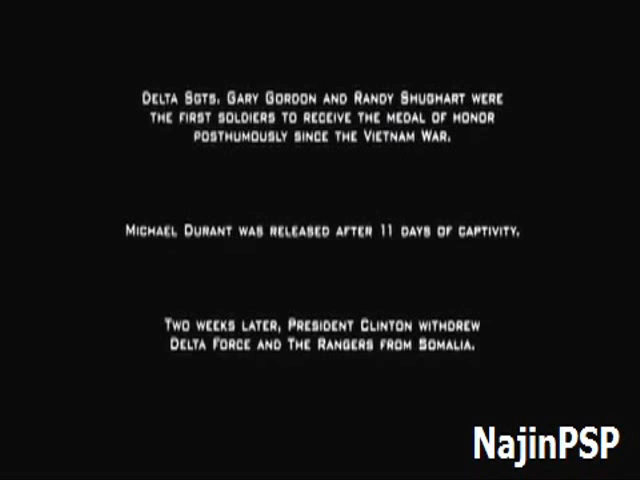 Delta Sgts. Gary Gordon and Randy Shughart were
the first soldiers to receive the medal of honor
posthumously since the Vietnam War.
Michael Durant was released after 11 days of captivity.
Two weeks later, President Clinton withdrew
Delta Force and The Rangers from Somalia.
NajinPSP